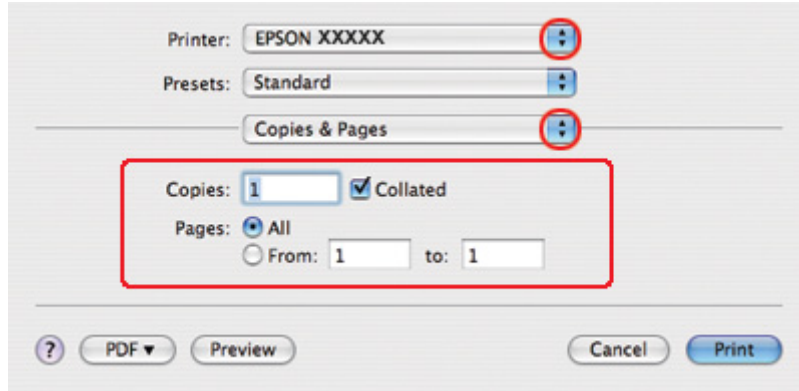 Printer: EPSON XXXXX
Presets: Standard
Copies & Pages
Copies: 1 Collated
Pages: All
From: 1 to: 1
? PDF ▼ Preview Cancel Print